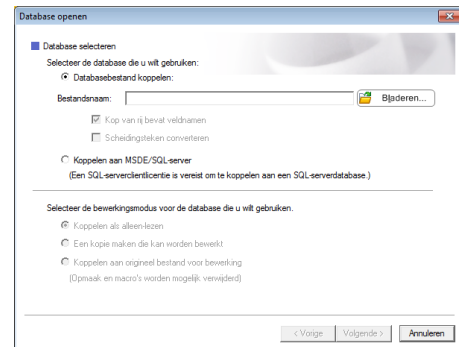 Database openen
Database selecteren
Selecteer de database die u wilt gebruiken:
Databasebestand koppelen:
Bestandsnaam:
Bladeren...
Kop van rij bevat veldnamen
Scheidingsteken converteren
Koppelen aan MSDE/SQL-server
(Een SQL-serverclientlicentie is vereist om te koppelen aan een SQL-serverdatabase.)
Selecteer de bewerkingsmodus voor de database die u wilt gebruiken.
Koppelen als alleen-lezen
Een kopie maken die kan worden bewerkt
Koppelen aan origineel bestand voor bewerking
(Opmaak en macro's worden mogelijk verwijderd)
< Vorige
Volgende >
Annuleren